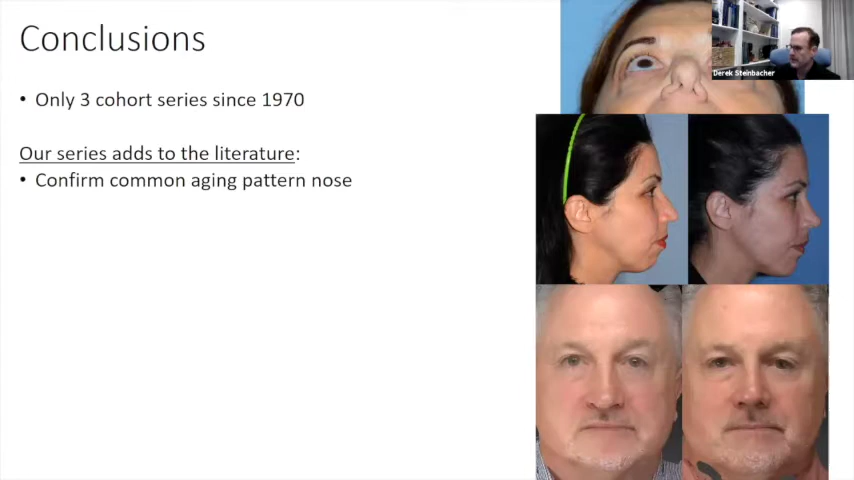 Conclusions
• Only 3 cohort series since 1970
Our series adds to the literature:
• Confirm common aging pattern nose
Derek Steinbacher